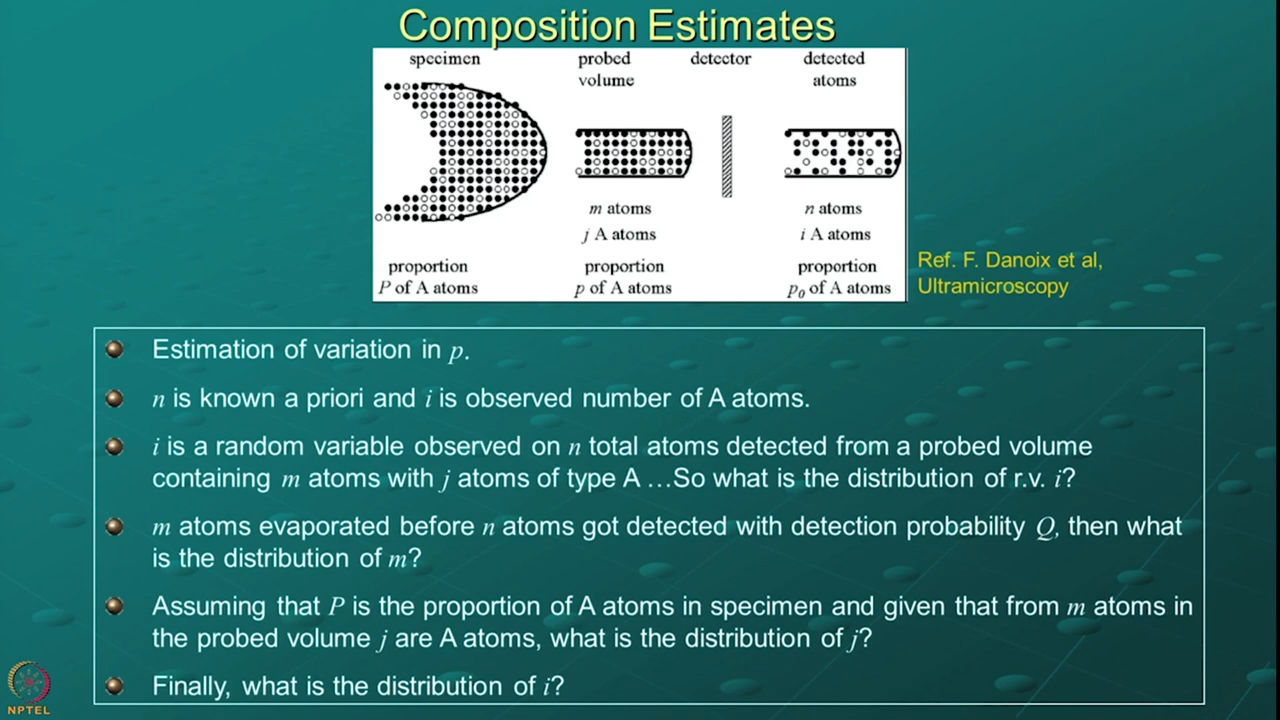 Composition Estimates
specimen
probed
volume
detector
detected
atoms
m atoms
j A atoms
n atoms
i A atoms
proportion
P of A atoms
proportion
p of A atoms
proportion
p₀ of A atoms
Ref. F. Danoix et al,
Ultramicroscopy
Estimation of variation in p.
n is known a priori and i is observed number of A atoms.
i is a random variable observed on n total atoms detected from a probed volume
containing m atoms with j atoms of type A …So what is the distribution of r.v. i?
m atoms evaporated before n atoms got detected with detection probability Q, then what
is the distribution of m?
Assuming that P is the proportion of A atoms in specimen and given that from m atoms in
the probed volume j are A atoms, what is the distribution of j?
Finally, what is the distribution of i?
NPTEL